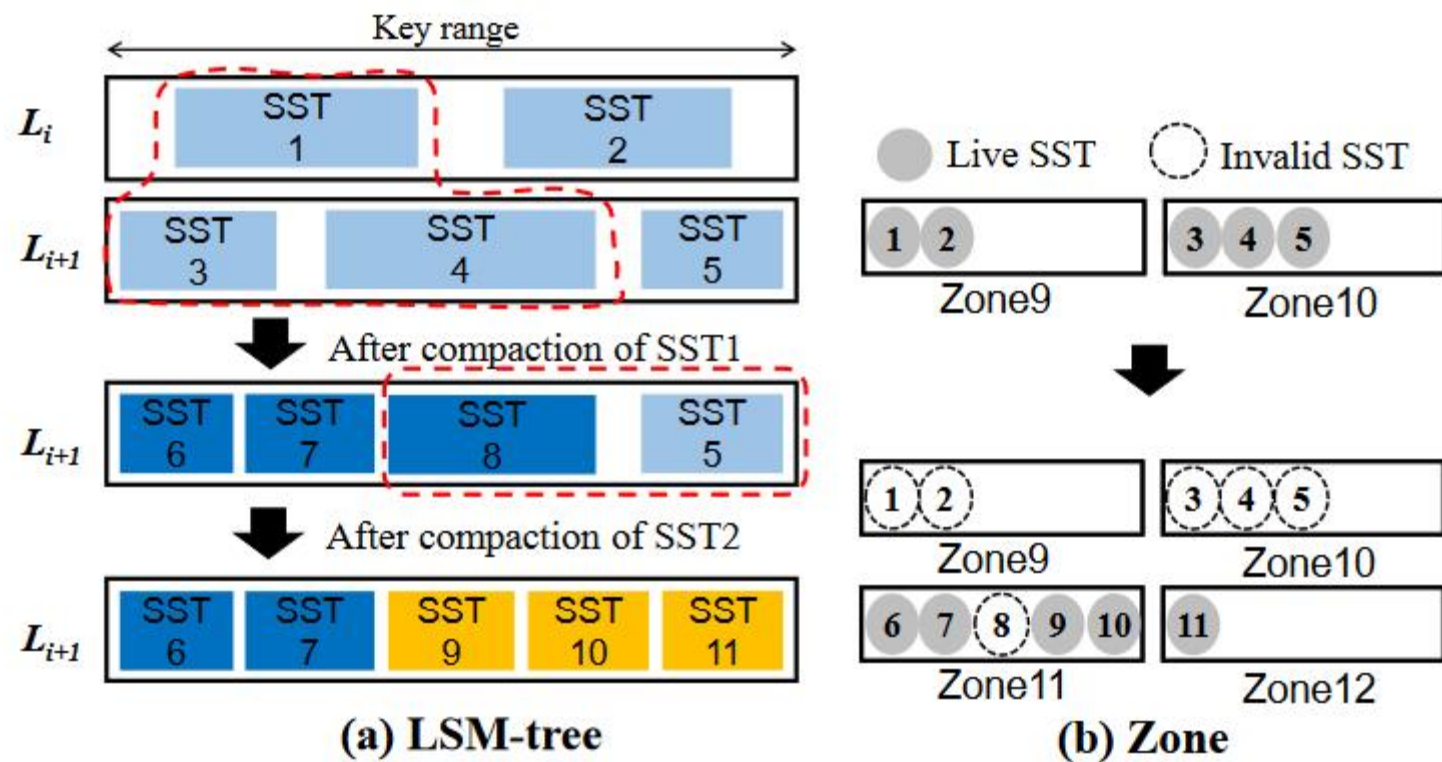 Key range
L_i
SST 1
SST 2
L_{i+1}
SST 3
SST 4
SST 5
After compaction of SST1
L_{i+1}
SST 6
SST 7
SST 8
SST 5
After compaction of SST2
L_{i+1}
SST 6
SST 7
SST 9
SST 10
SST 11
(a) LSM-tree
Live SST
Invalid SST
1 2
Zone9
3 4 5
Zone10
1 2
Zone9
3 4 5
Zone10
6 7 8 9 10
Zone11
11
Zone12
(b) Zone